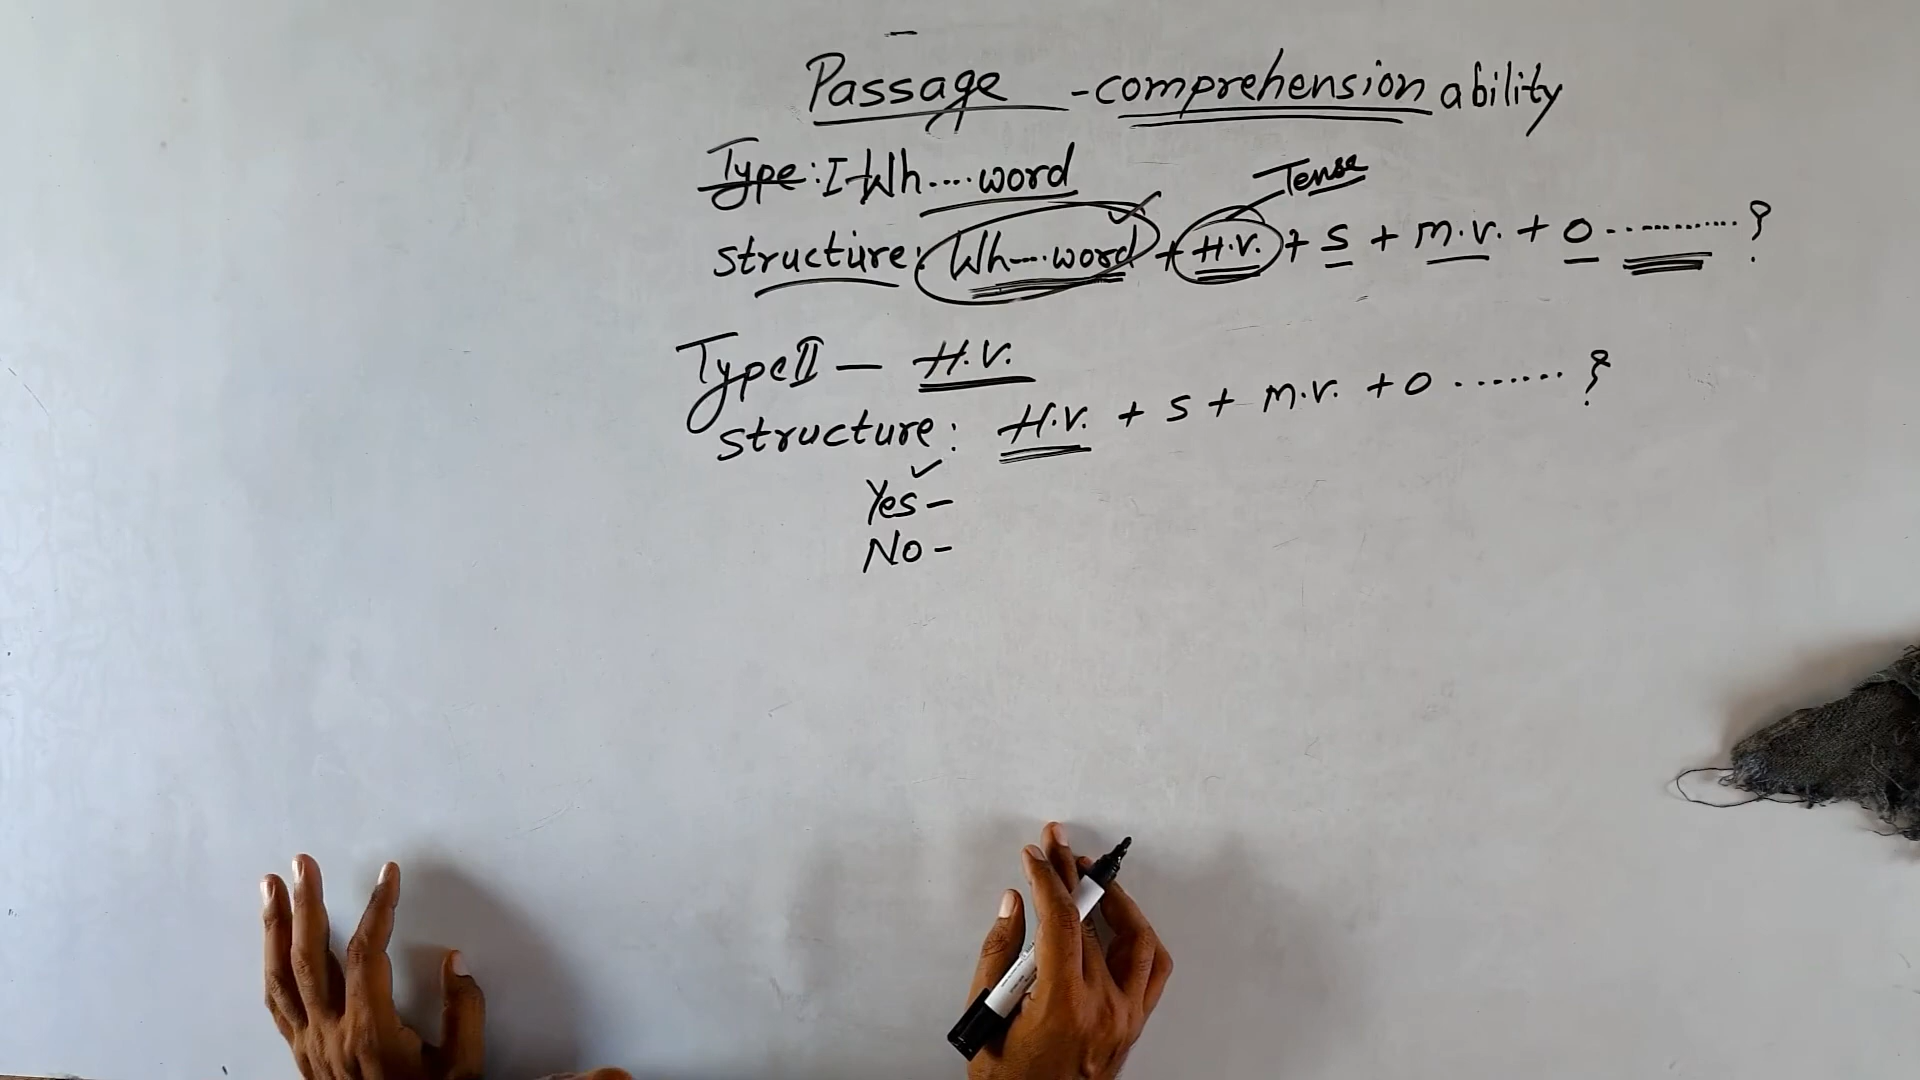 Passage - comprehension ability
Type: I - Wh....word
Tense
structure: Wh....word + H.V. + S + m.v. + O ............?
Type II — H.V.
structure: H.V. + S + m.v. + O .......?
Yes -
No -